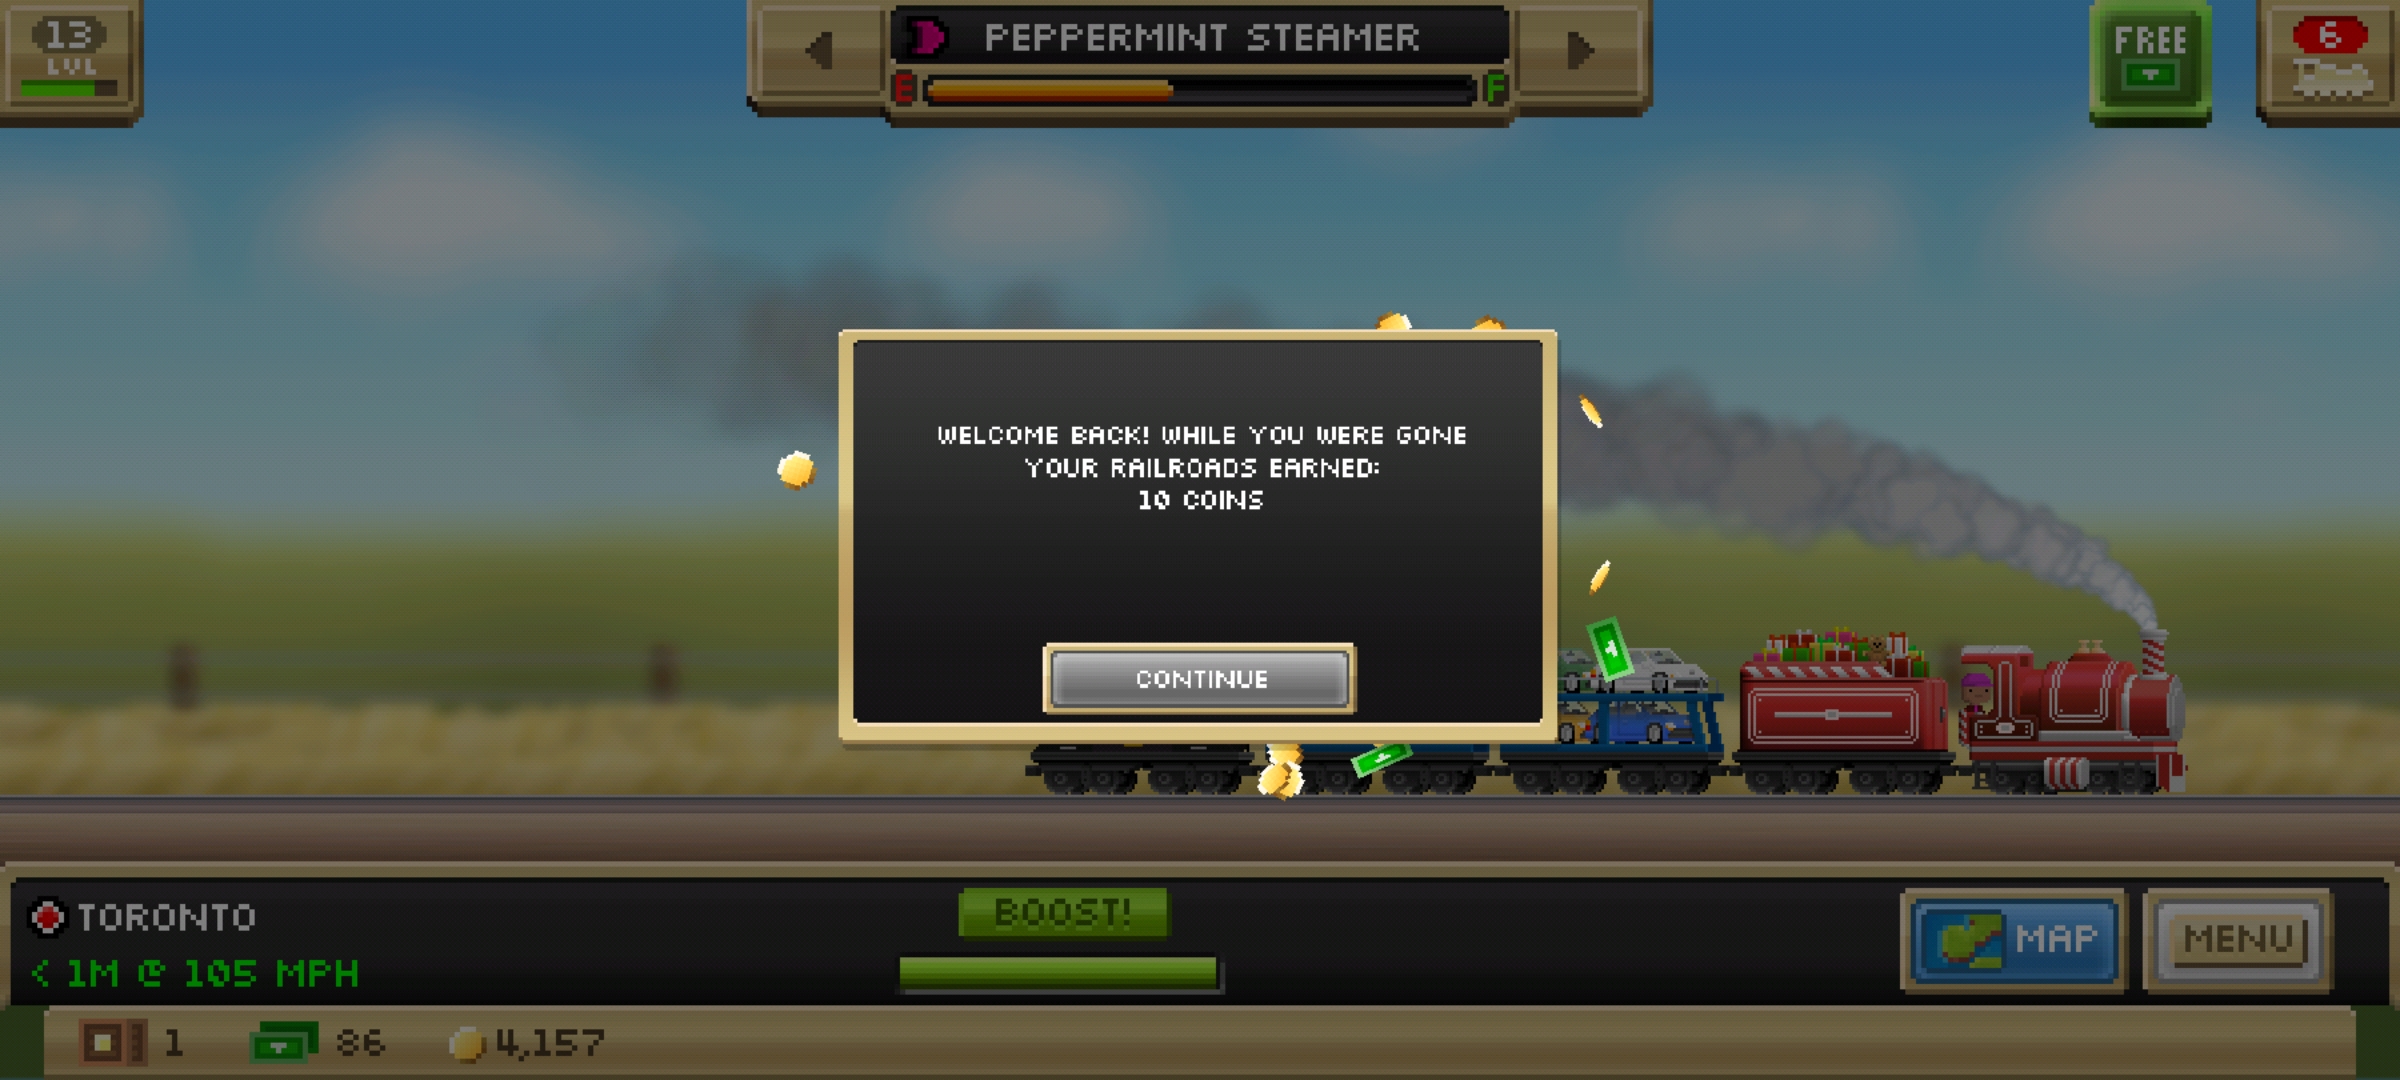 13
LVL
PEPPERMINT STEAMER
E F
FREE
6
WELCOME BACK! WHILE YOU WERE GONE
YOUR RAILROADS EARNED:
10 COINS
CONTINUE
TORONTO
< 1M @ 105 MPH
BOOST!
MAP
MENU
1
86
4,157